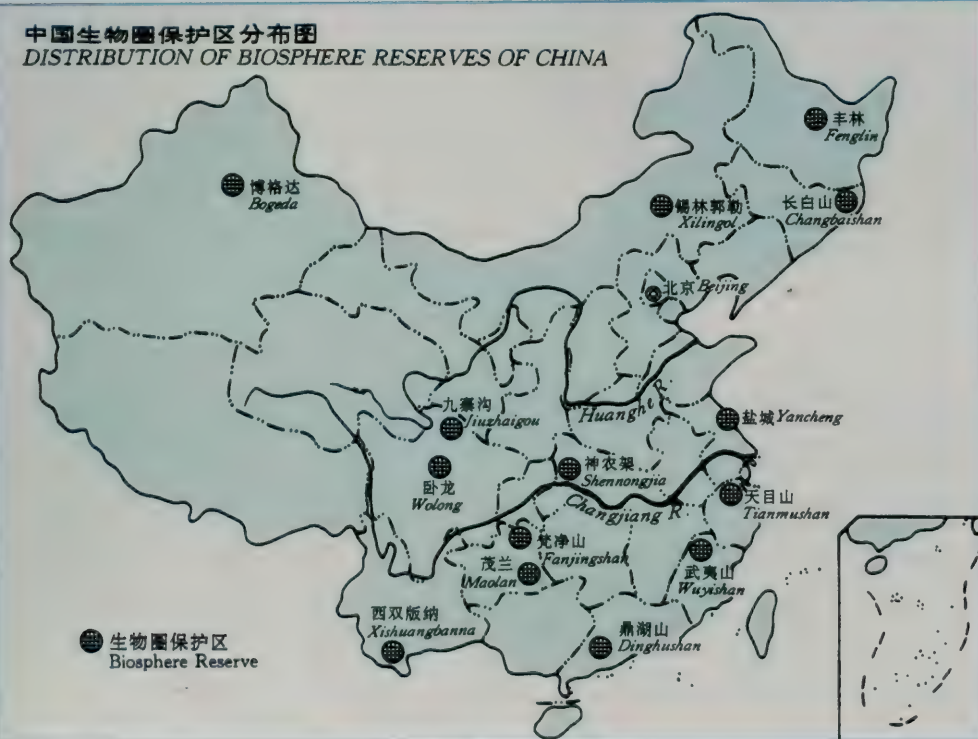 中国生物圈保护区分布图
DISTRIBUTION OF BIOSPHERE RESERVES OF CHINA
丰林
Fenglin
博格达
Bogeda
锡林郭勒
Xilingol
长白山
Changbaishan
北京 Beijing
九寨沟
Jiuzhaigou
Huanghe R.
盐城 Yancheng
神农架
Shennongjia
卧龙
Wolong
天目山
Tianmushan
Changjiang R
梵净山
Fanjingshan
茂兰
Maolan
武夷山
Wuyishan
西双版纳
Xishuangbanna
鼎湖山
Dinghushan
生物圈保护区
Biosphere Reserve